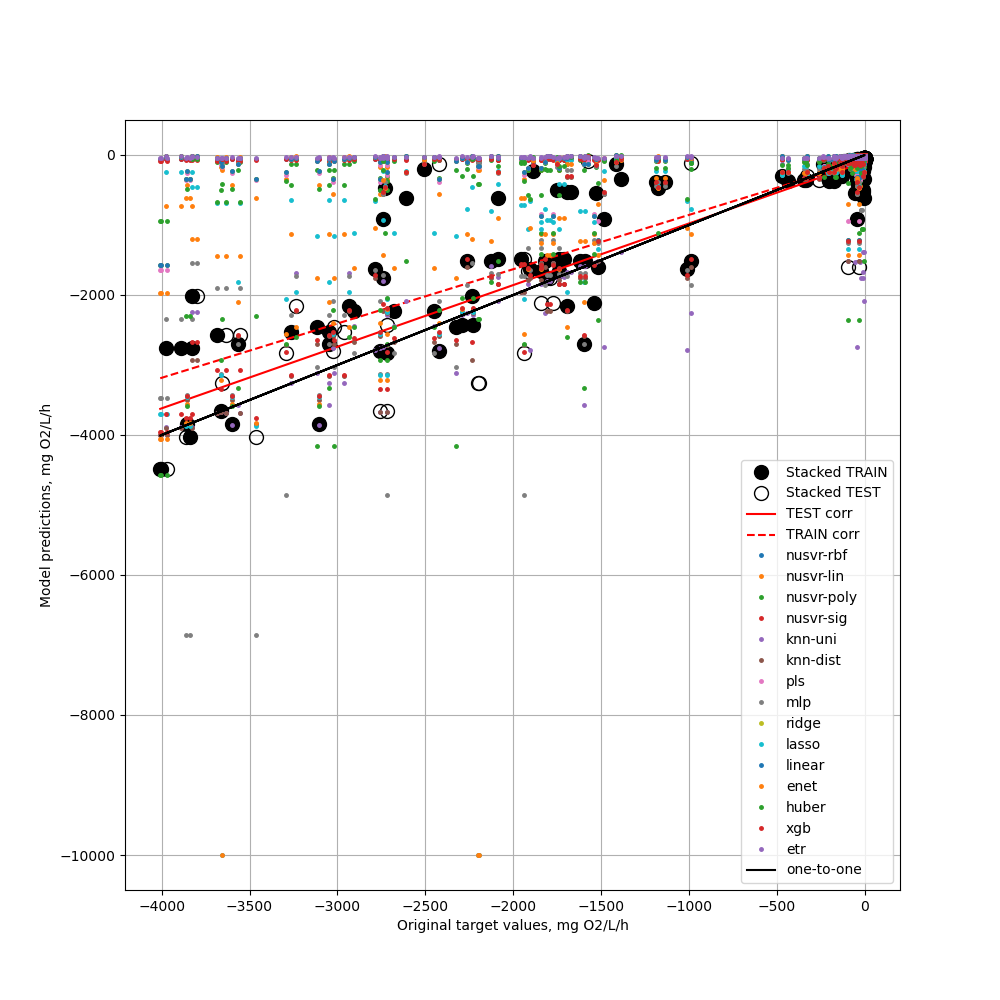 0
−2000
−4000
−6000
−8000
−10000
Model predictions, mg O2/L/h
−4000
−3500
−3000
−2500
−2000
−1500
−1000
−500
0
Original target values, mg O2/L/h
Stacked TRAIN
Stacked TEST
TEST corr
TRAIN corr
nusvr-rbf
nusvr-lin
nusvr-poly
nusvr-sig
knn-uni
knn-dist
pls
mlp
ridge
lasso
linear
enet
huber
xgb
etr
one-to-one